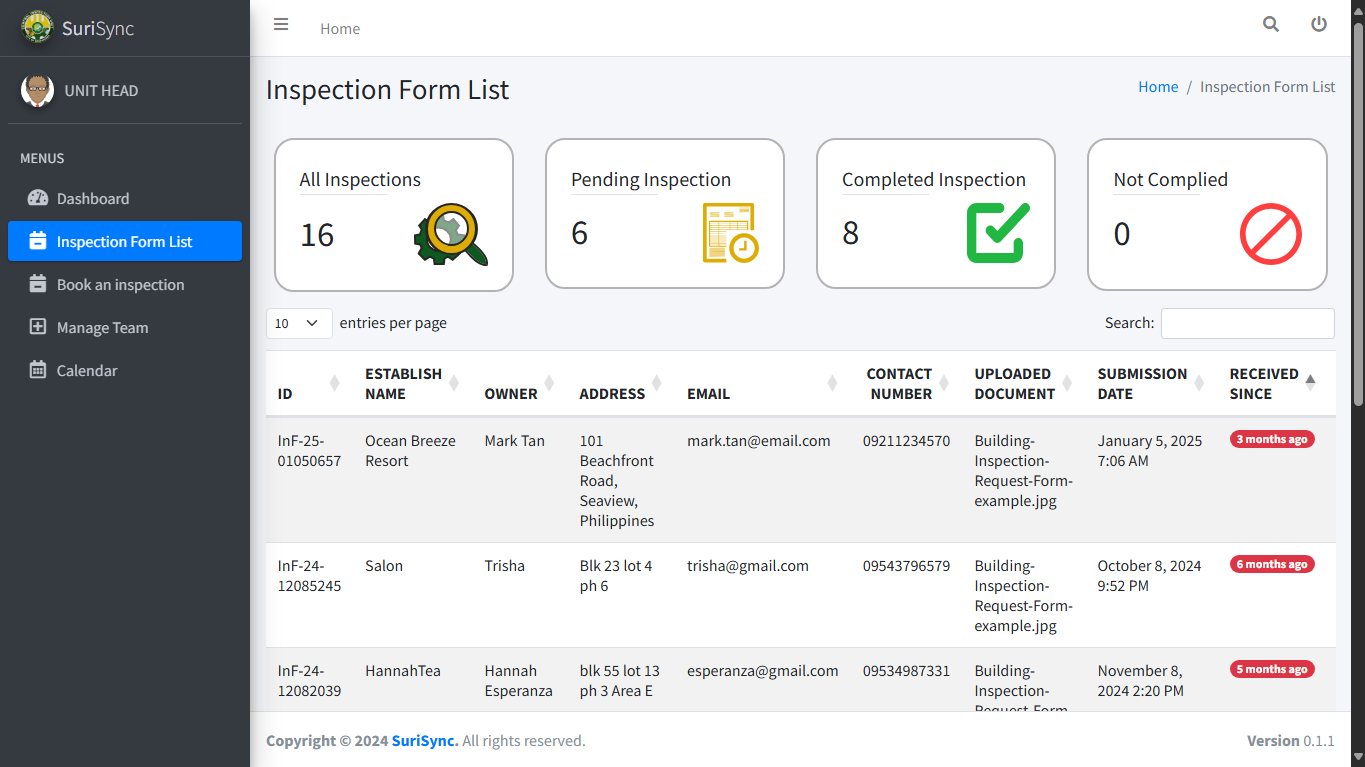 SuriSync
Home
UNIT HEAD
MENUS
Dashboard
Inspection Form List
Book an inspection
Manage Team
Calendar
Inspection Form List
Home / Inspection Form List
All Inspections
16
Pending Inspection
6
Completed Inspection
8
Not Complied
0
10 entries per page
Search:
ID
ESTABLISH
NAME
OWNER
ADDRESS
EMAIL
CONTACT
NUMBER
UPLOADED
DOCUMENT
SUBMISSION
DATE
RECEIVED
SINCE
InF-25-
01050657
Ocean Breeze
Resort
Mark Tan
101
Beachfront
Road,
Seaview,
Philippines
mark.tan@email.com
09211234570
Building-
Inspection-
Request-Form-
example.jpg
January 5, 2025
7:06 AM
3 months ago
InF-24-
12085245
Salon
Trisha
Blk 23 lot 4
ph 6
trisha@gmail.com
09543796579
Building-
Inspection-
Request-Form-
example.jpg
October 8, 2024
9:52 PM
6 months ago
InF-24-
12082039
HannahTea
Hannah
Esperanza
blk 55 lot 13
ph 3 Area E
esperanza@gmail.com
09534987331
Building-
Inspection-
Request-Form-
November 8,
2024 2:20 PM
5 months ago
Copyright © 2024 SuriSync. All rights reserved.
Version 0.1.1